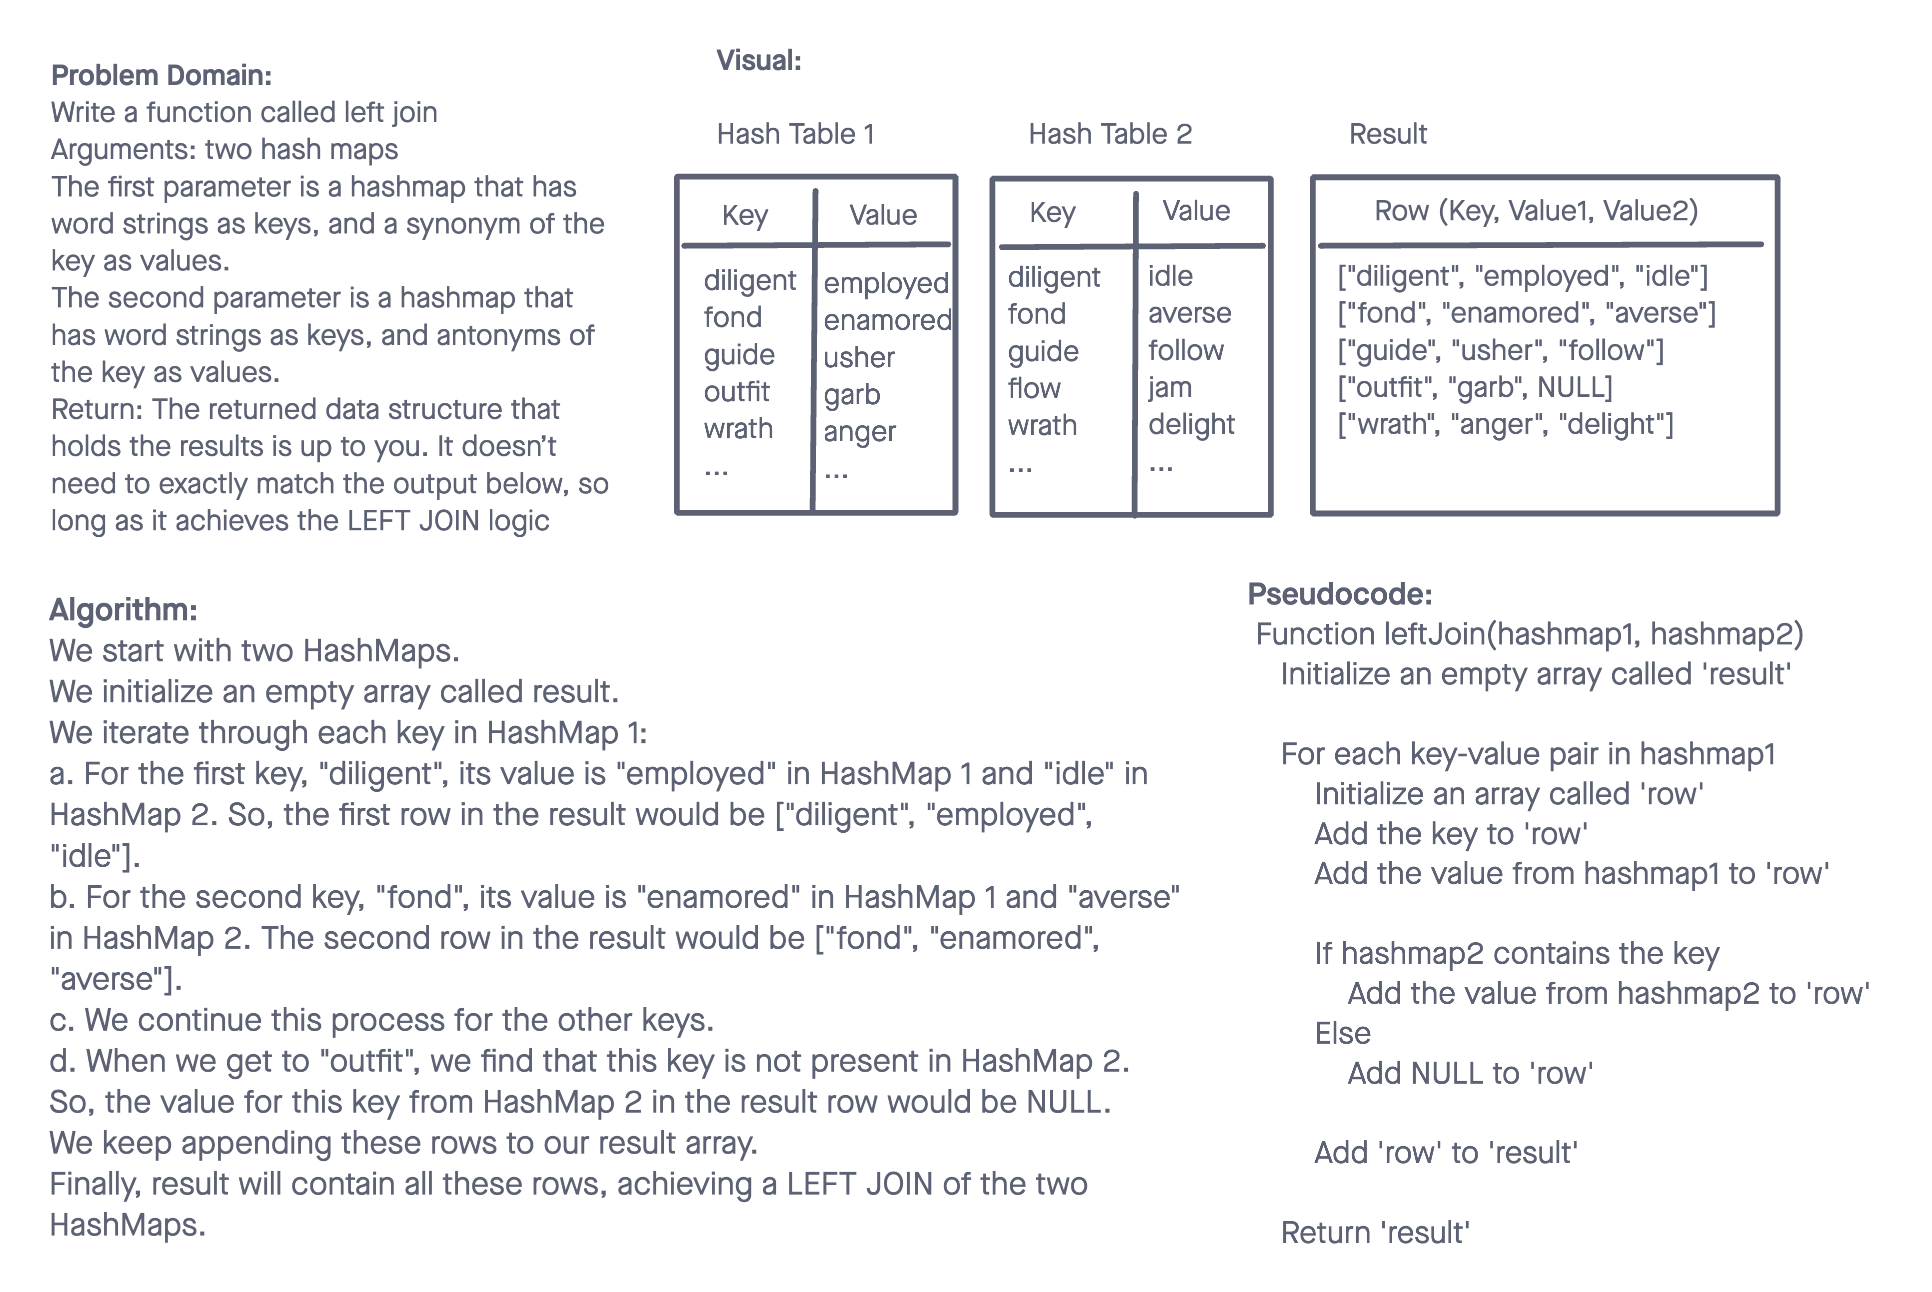 Problem Domain:
Write a function called left join
Arguments: two hash maps
The first parameter is a hashmap that has
word strings as keys, and a synonym of the
key as values.
The second parameter is a hashmap that
has word strings as keys, and antonyms of
the key as values.
Return: The returned data structure that
holds the results is up to you. It doesn’t
need to exactly match the output below, so
long as it achieves the LEFT JOIN logic
Visual:
Hash Table 1
Key Value
diligent employed
fond enamored
guide usher
outfit garb
wrath anger
... ...
Hash Table 2
Key Value
diligent idle
fond averse
guide follow
flow jam
wrath delight
... ...
Result
Row (Key, Value1, Value2)
["diligent", "employed", "idle"]
["fond", "enamored", "averse"]
["guide", "usher", "follow"]
["outfit", "garb", NULL]
["wrath", "anger", "delight"]
Algorithm:
We start with two HashMaps.
We initialize an empty array called result.
We iterate through each key in HashMap 1:
a. For the first key, "diligent", its value is "employed" in HashMap 1 and "idle" in
HashMap 2. So, the first row in the result would be ["diligent", "employed",
"idle"].
b. For the second key, "fond", its value is "enamored" in HashMap 1 and "averse"
in HashMap 2. The second row in the result would be ["fond", "enamored",
"averse"].
c. We continue this process for the other keys.
d. When we get to "outfit", we find that this key is not present in HashMap 2.
So, the value for this key from HashMap 2 in the result row would be NULL.
We keep appending these rows to our result array.
Finally, result will contain all these rows, achieving a LEFT JOIN of the two
HashMaps.
Pseudocode:
Function leftJoin(hashmap1, hashmap2)
Initialize an empty array called 'result'
For each key-value pair in hashmap1
Initialize an array called 'row'
Add the key to 'row'
Add the value from hashmap1 to 'row'
If hashmap2 contains the key
Add the value from hashmap2 to 'row'
Else
Add NULL to 'row'
Add 'row' to 'result'
Return 'result'